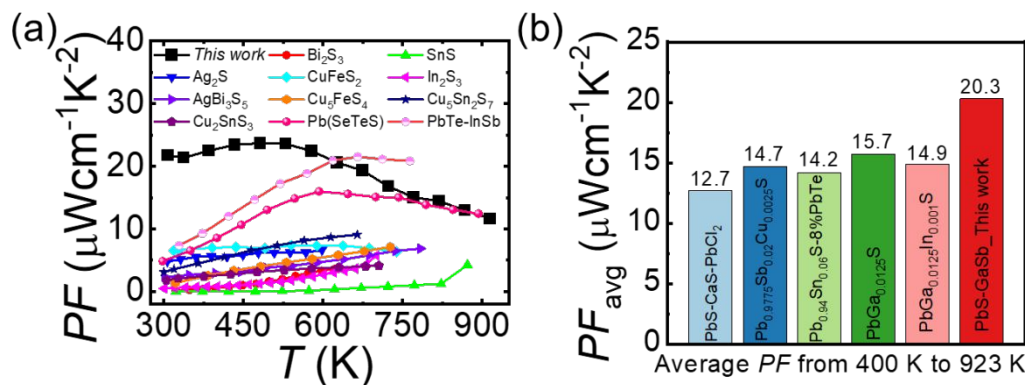 (a)
PF (μWcm⁻¹K⁻²)
40
30
20
10
0
This work
Bi₂S₃
SnS
Ag₂S
CuFeS₂
In₂S₃
AgBi₃S₅
Cu₅FeS₄
Cu₅Sn₂S₇
Cu₂SnS₃
Pb(SeTeS)
PbTe-InSb
300
450
600
750
900
T (K)
(b)
PFavg (μWcm⁻¹K⁻²)
25
20
15
10
5
0
12.7
14.7
14.2
15.7
14.9
20.3
PbS-CaS-PbCl₂
Pb₀.₉₇₇₅Sb₀.₀₂Cu₀.₀₀₂₅S
Pb₀.₉₄Sn₀.₀₆S-8%PbTe
PbGa₀.₀₁₂₅S
PbGa₀.₀₁₂₅In₀.₀₀₁S
PbS-GaSb_This work
Average PF from 400 K to 923 K